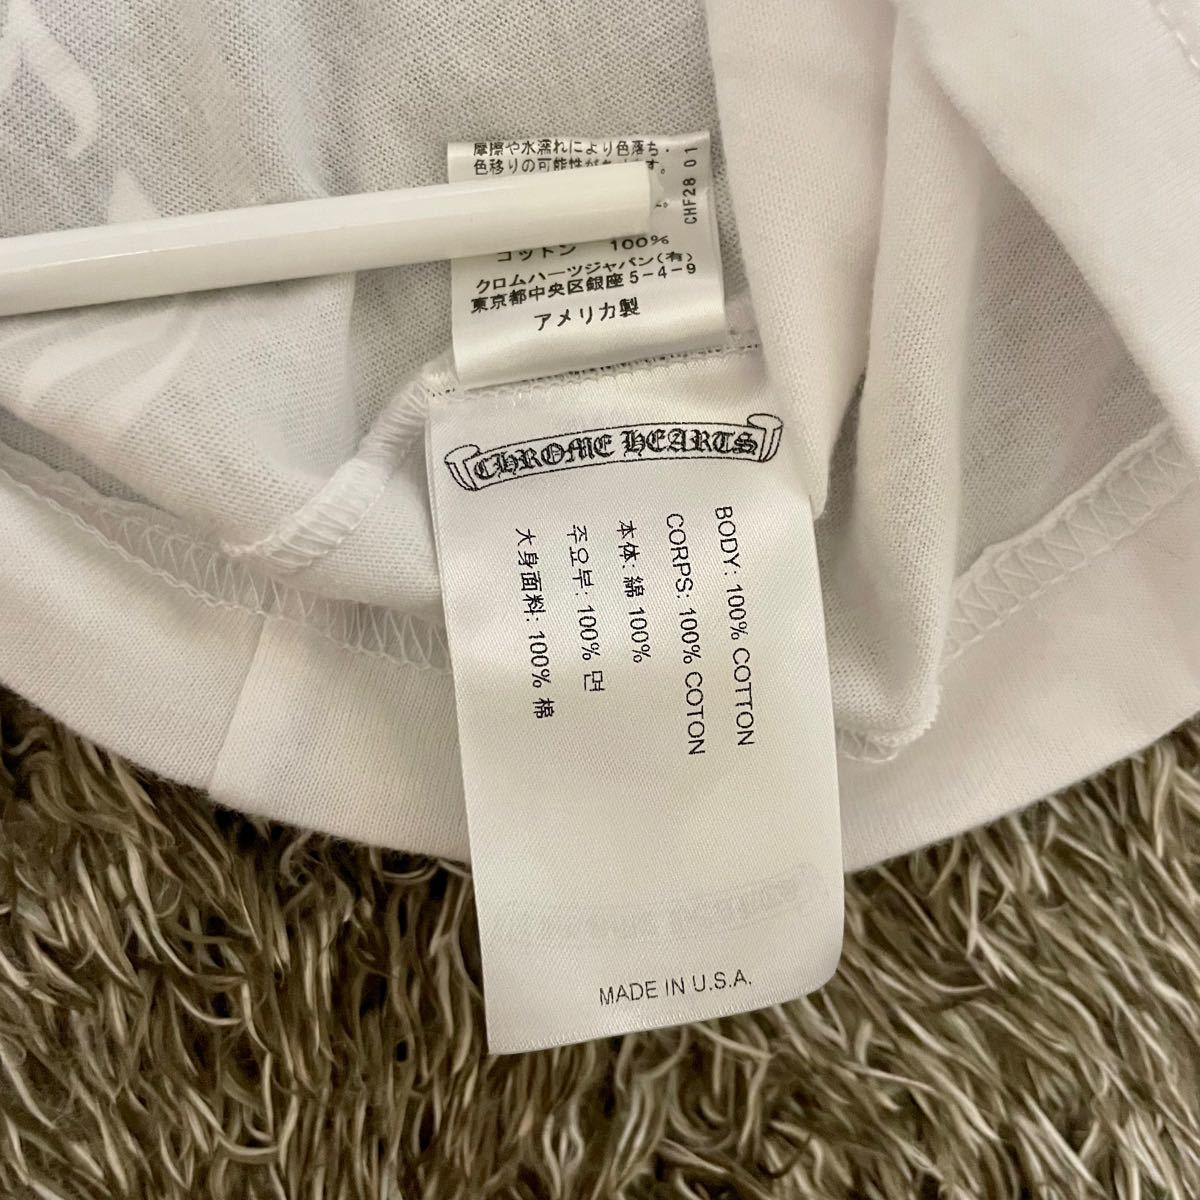 摩擦や水濡れにより色落ち・
色移りの可能性が
コットン 100%
クロムハーツジャパン(有)
東京都中央区銀座5-4-9
アメリカ製
CHF28 01
CHROME HEARTS
BODY: 100% COTTON
CORPS: 100% COTON
本体: 綿 100%
주요부: 100% 면
大身面料: 100% 棉
MADE IN U.S.A.